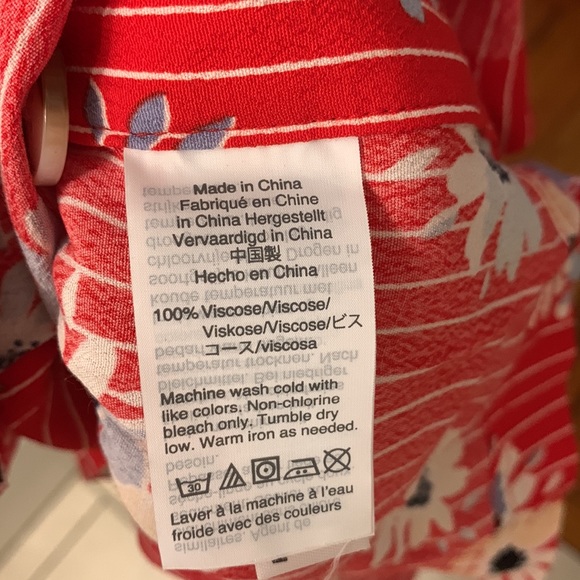 Made in China
Fabriqué en Chine
in China Hergestellt
Vervaardigd in China
中国製
Hecho en China
100% Viscose/Viscose/
Viskose/Viscose/ビス
コース/viscosa
Machine wash cold with
like colors. Non-chlorine
bleach only. Tumble dry
low. Warm iron as needed.
30
Laver à la machine à l'eau
froide avec des couleurs